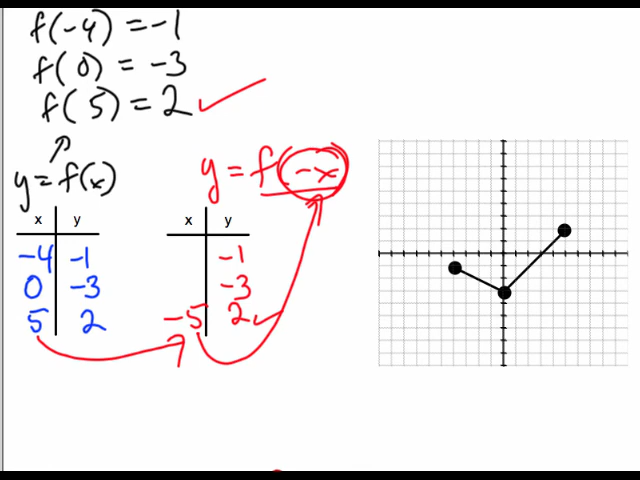 f(-4) = -1
f(0) = -3
f(5) = 2
y = f(x)
y = f(-x)
x y
-4 -1
0 -3
5 2
x y
-1
-3
-5 2